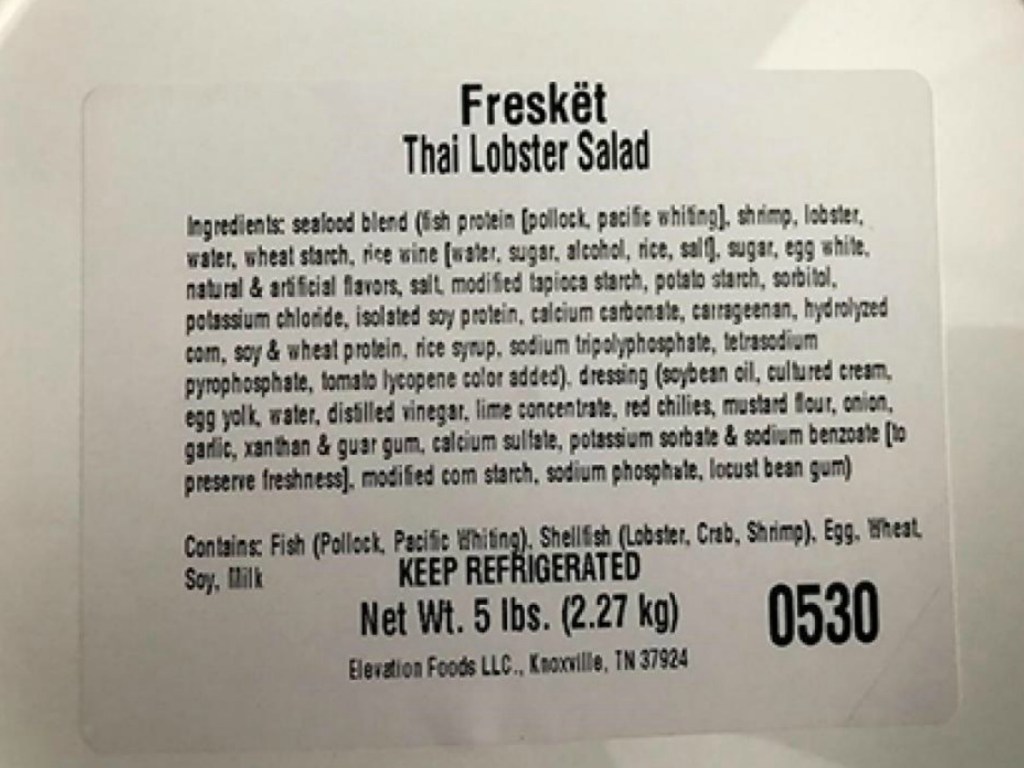 Freskët
Thai Lobster Salad
Ingredients: seafood blend (fish protein [pollock, pacific whiting], shrimp, lobster,
water, wheat starch, rice wine [water, sugar, alcohol, rice, salt], sugar, egg white,
natural & artificial flavors, salt, modified tapioca starch, potato starch, sorbitol,
potassium chloride, isolated soy protein, calcium carbonate, carrageenan, hydrolyzed
corn, soy & wheat protein, rice syrup, sodium tripolyphosphate, tetrasodium
pyrophosphate, tomato lycopene color added), dressing (soybean oil, cultured cream,
egg yolk, water, distilled vinegar, lime concentrate, red chilies, mustard flour, onion,
garlic, xanthan & guar gum, calcium sulfate, potassium sorbate & sodium benzoate [to
preserve freshness], modified corn starch, sodium phosphate, locust bean gum)
Contains: Fish (Pollock, Pacific Whiting), Shellfish (Lobster, Crab, Shrimp), Egg, Wheat,
Soy, Milk
KEEP REFRIGERATED
Net Wt. 5 lbs. (2.27 kg)
0530
Elevation Foods LLC., Knoxville, TN 37924